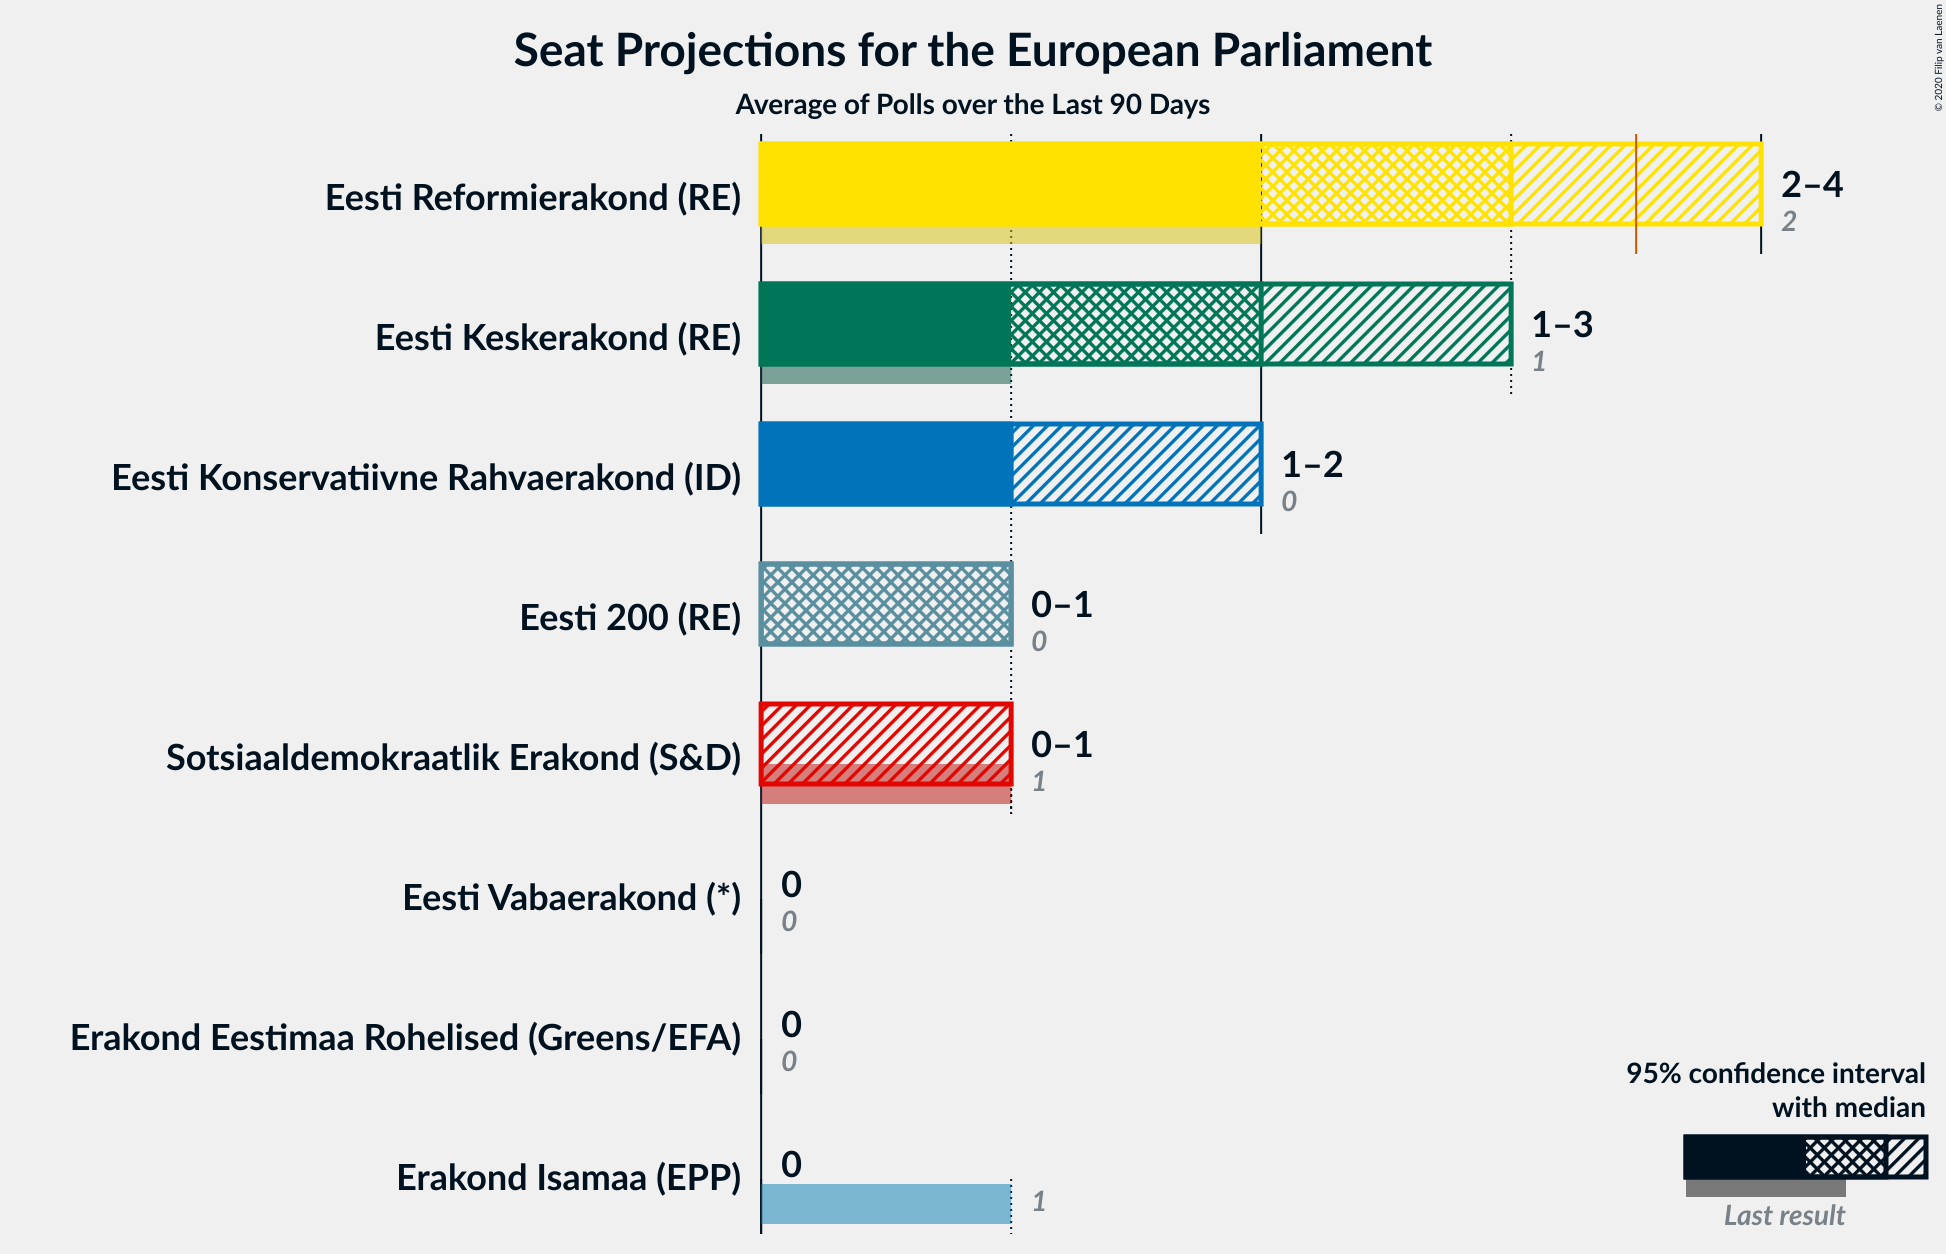 Seat Projections for the European Parliament
Average of Polls over the Last 90 Days
© 2020 Filip van Laenen
Eesti Reformierakond (RE)
2–4
2
Eesti Keskerakond (RE)
1–3
1
Eesti Konservatiivne Rahvaerakond (ID)
1–2
0
Eesti 200 (RE)
0–1
0
Sotsiaaldemokraatlik Erakond (S&D)
0–1
1
Eesti Vabaerakond (*)
0
0
Erakond Eestimaa Rohelised (Greens/EFA)
0
0
Erakond Isamaa (EPP)
0
1
95% confidence interval
with median
Last result